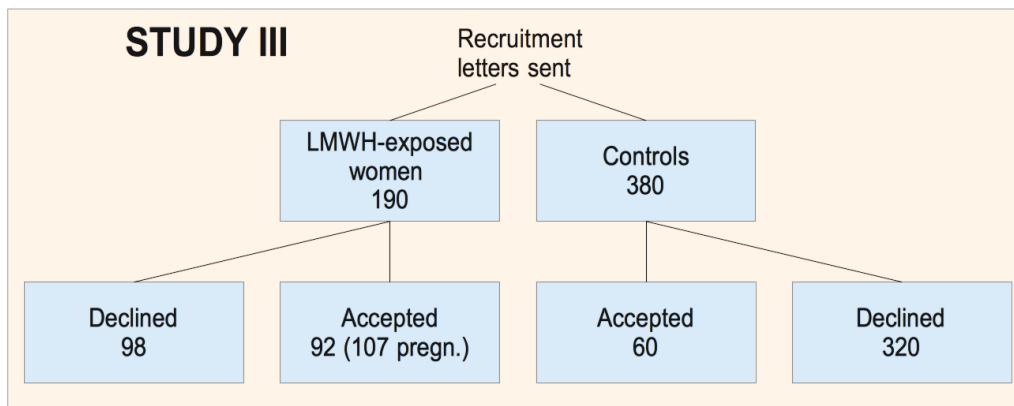 STUDY III
Recruitment
letters sent
LMWH-exposed
women
190
Controls
380
Declined
98
Accepted
92 (107 pregn.)
Accepted
60
Declined
320